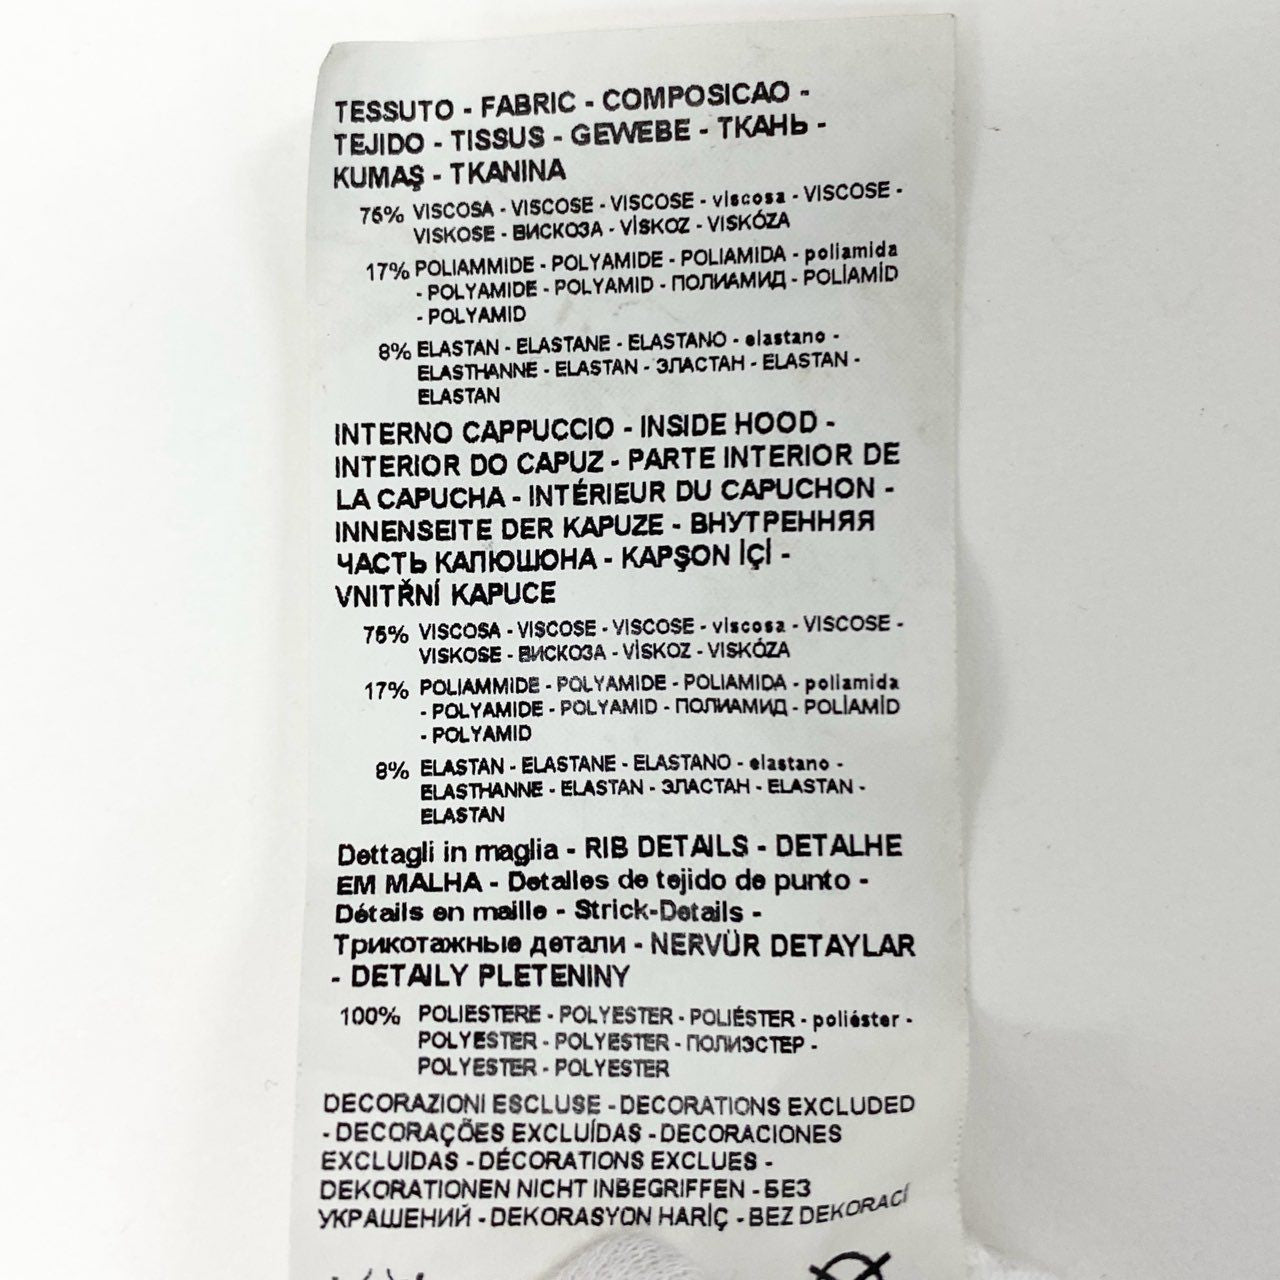 TESSUTO - FABRIC - COMPOSICAO -
TEJIDO - TISSUS - GEWEBE - ТКАНЬ -
KUMAŞ - TKANINA
75% VISCOSA - VISCOSE - VISCOSE - viscosa - VISCOSE -
VISKOSE - ВИСКОЗА - VİSKOZ - VISKÓZA
17% POLIAMMIDE - POLYAMIDE - POLIAMIDA - poliamida
- POLYAMIDE - POLYAMID - ПОЛИАМИД - POLİAMİD
- POLYAMID
8% ELASTAN - ELASTANE - ELASTANO - elastano -
ELASTHANNE - ELASTAN - ЭЛАСТАН - ELASTAN -
ELASTAN
INTERNO CAPPUCCIO - INSIDE HOOD -
INTERIOR DO CAPUZ - PARTE INTERIOR DE
LA CAPUCHA - INTÉRIEUR DU CAPUCHON -
INNENSEITE DER KAPUZE - ВНУТРЕННЯЯ
ЧАСТЬ КАПЮШОНА - KAPŞON İÇİ -
VNITŘNÍ KAPUCE
75% VISCOSA - VISCOSE - VISCOSE - viscosa - VISCOSE -
VISKOSE - ВИСКОЗА - VİSKOZ - VISKÓZA
17% POLIAMMIDE - POLYAMIDE - POLIAMIDA - poliamida
- POLYAMIDE - POLYAMID - ПОЛИАМИД - POLİAMİD
- POLYAMID
8% ELASTAN - ELASTANE - ELASTANO - elastano -
ELASTHANNE - ELASTAN - ЭЛАСТАН - ELASTAN -
ELASTAN
Dettagli in maglia - RIB DETAILS - DETALHE
EM MALHA - Detalles de tejido de punto -
Détails en maille - Strick-Details -
Трикотажные детали - NERVÜR DETAYLAR
- DETAILY PLETENINY
100% POLIESTERE - POLYESTER - POLIÉSTER - poliéster -
POLYESTER - POLYESTER - ПОЛИЭСТЕР -
POLYESTER - POLYESTER
DECORAZIONI ESCLUSE - DECORATIONS EXCLUDED
- DECORAÇÕES EXCLUÍDAS - DECORACIONES
EXCLUIDAS - DÉCORATIONS EXCLUES -
DEKORATIONEN NICHT INBEGRIFFEN - БЕЗ
УКРАШЕНИЙ - DEKORASYON HARİÇ - BEZ DEKORACÍ